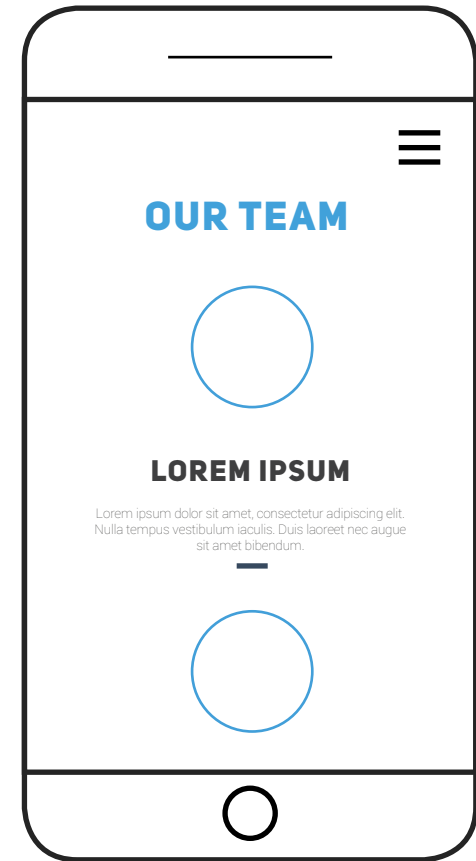 OUR TEAM
LOREM IPSUM
Lorem ipsum dolor sit amet, consectetur adipiscing elit.
Nulla tempus vestibulum iaculis. Duis laoreet nec augue
sit amet bibendum.